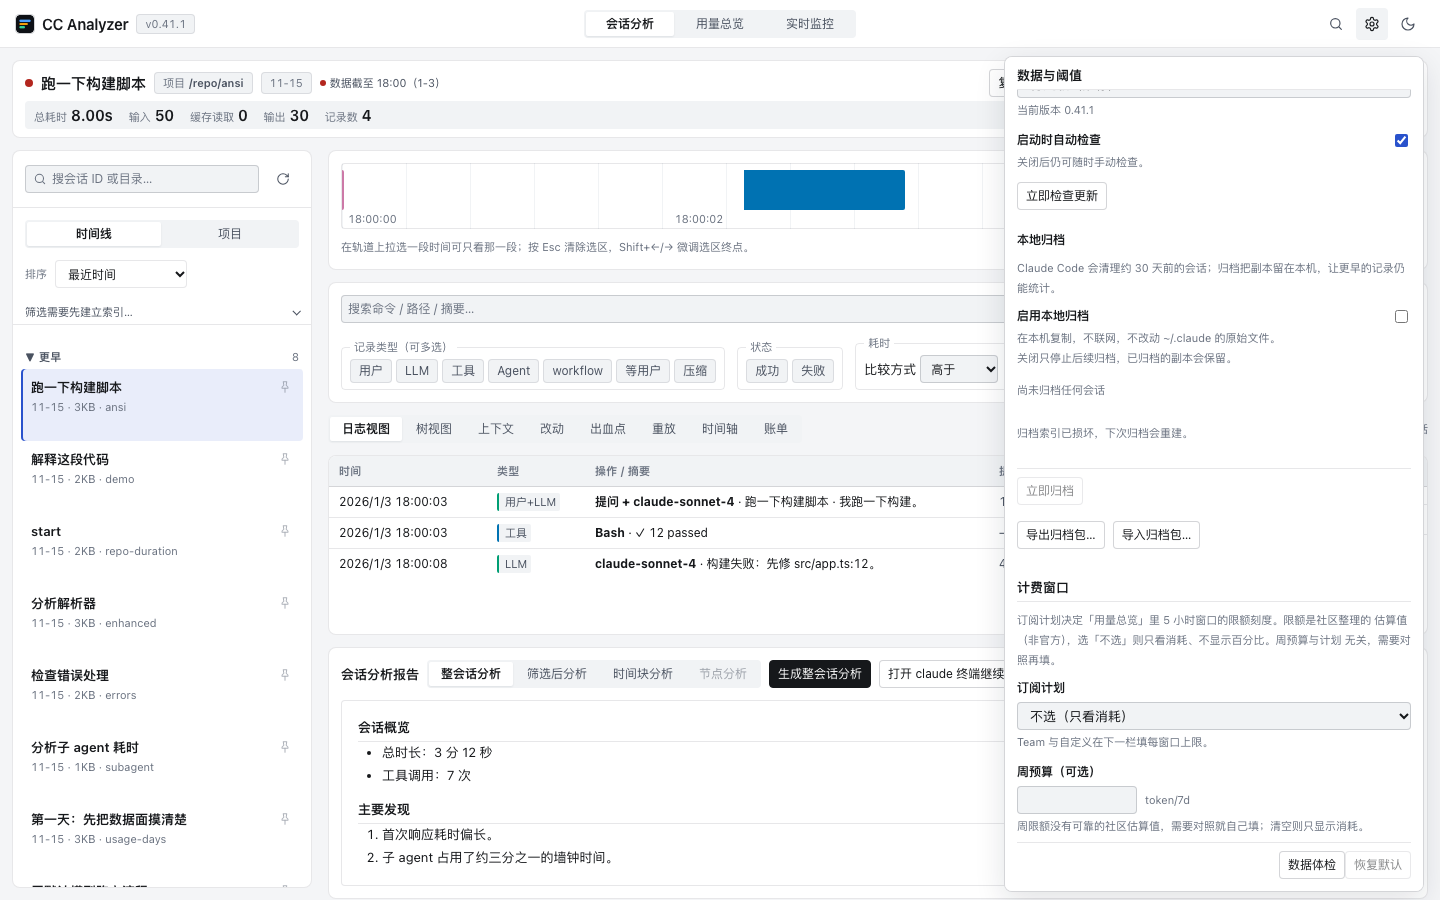 CC Analyzer v0.41.1
会话分析 用量总览 实时监控
跑一下构建脚本 项目 /repo/ansi 11-15 数据截至 18:00 (1-3)
总耗时 8.00s 输入 50 缓存读取 0 输出 30 记录数 4
搜会话 ID 或目录...
时间线 项目
排序 最近时间
筛选需要先建立索引...
▼ 更早 8
跑一下构建脚本
11-15 · 3KB · ansi
解释这段代码
11-15 · 2KB · demo
start
11-15 · 2KB · repo-duration
分析解析器
11-15 · 3KB · enhanced
检查错误处理
11-15 · 2KB · errors
分析子 agent 耗时
11-15 · 1KB · subagent
第一天：先把数据面摸清楚
11-15 · 3KB · usage-days
18:00:00 18:00:02
在轨道上拉选一段时间可只看那一段；按 Esc 清除选区，Shift+←/→ 微调选区终点。
搜索命令 / 路径 / 摘要...
记录类型（可多选） 状态 耗时
用户 LLM 工具 Agent workflow 等用户 压缩 成功 失败 比较方式 高于
日志视图 树视图 上下文 改动 出血点 重放 时间轴 账单
时间 类型 操作 / 摘要
2026/1/3 18:00:03 用户+LLM 提问 + claude-sonnet-4 · 跑一下构建脚本 · 我跑一下构建。
2026/1/3 18:00:03 工具 Bash · ✓ 12 passed
2026/1/3 18:00:08 LLM claude-sonnet-4 · 构建失败：先修 src/app.ts:12。
会话分析报告 整会话分析 筛选后分析 时间块分析 节点分析 生成整会话分析 打开 claude 终端继续
会话概览
• 总时长：3 分 12 秒
• 工具调用：7 次
主要发现
1. 首次响应耗时偏长。
2. 子 agent 占用了约三分之一的墙钟时间。
数据与阈值
当前版本 0.41.1
启动时自动检查
关闭后仍可随时手动检查。
立即检查更新
本地归档
Claude Code 会清理约 30 天前的会话；归档把副本留在本机，让更早的记录仍
能统计。
启用本地归档
在本机复制，不联网，不改动 ~/.claude 的原始文件。
关闭只停止后续归档，已归档的副本会保留。
尚未归档任何会话
归档索引已损坏，下次归档会重建。
立即归档
导出归档包... 导入归档包...
计费窗口
订阅计划决定「用量总览」里 5 小时窗口的限额刻度。限额是社区整理的 估算值
（非官方），选「不选」则只看消耗、不显示百分比。周预算与计划 无关，需要对
照再填。
订阅计划
不选（只看消耗）
Team 与自定义在下一栏填每窗口上限。
周预算（可选）
token/7d
周限额没有可靠的社区估算值，需要对照就自己填；清空则只显示消耗。
数据体检 恢复默认